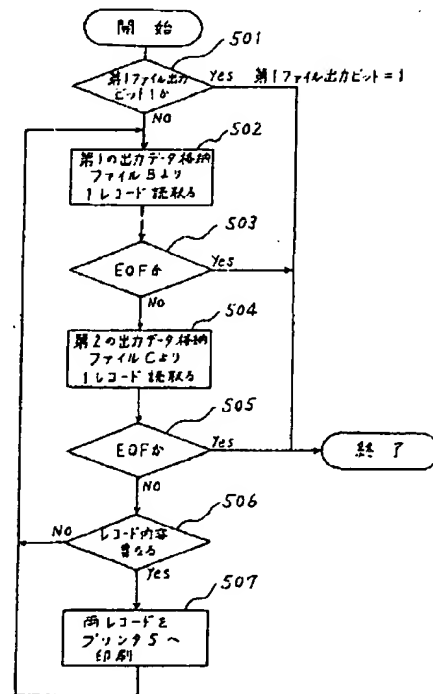 開始
501
第1ファイル出力
ビット1か
Yes
第1ファイル出力ビット=1
NO
502
第1の出力データ格納
ファイルBより
1レコード読取る
503
EOFか
Yes
NO
504
第2の出力データ格納
ファイルCより
1レコード読取る
505
EOFか
Yes
終了
NO
506
No
レコード内容
異なる
Yes
507
両レコードを
プリンタ5へ
印刷